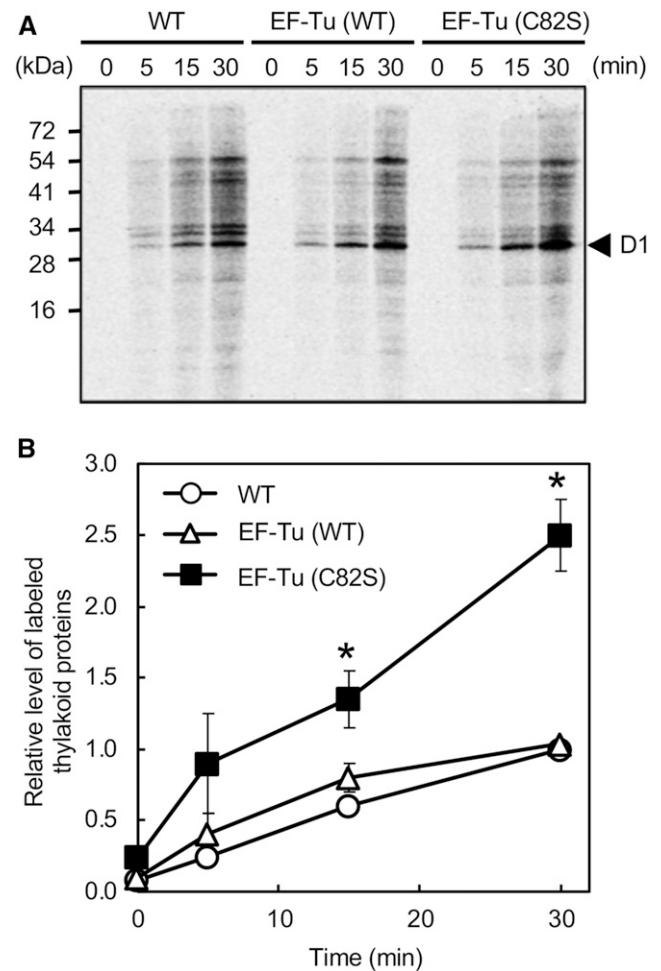 A
WT EF-Tu (WT) EF-Tu (C82S)
(kDa) 0 5 15 30 0 5 15 30 0 5 15 30 (min)
72
54
41
34
D1
28
16
B
3.0
2.5
2.0
1.5
1.0
0.5
0.0
Relative level of labeled
thylakoid proteins
WT
EF-Tu (WT)
EF-Tu (C82S)
*
*
0 10 20 30
Time (min)